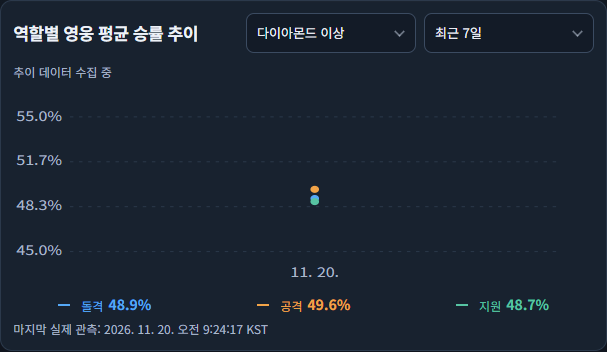 역할별 영웅 평균 승률 추이
다이아몬드 이상
최근 7일
추이 데이터 수집 중
55.0%
51.7%
48.3%
45.0%
11. 20.
돌격 48.9%
공격 49.6%
지원 48.7%
마지막 실제 관측: 2026. 11. 20. 오전 9:24:17 KST